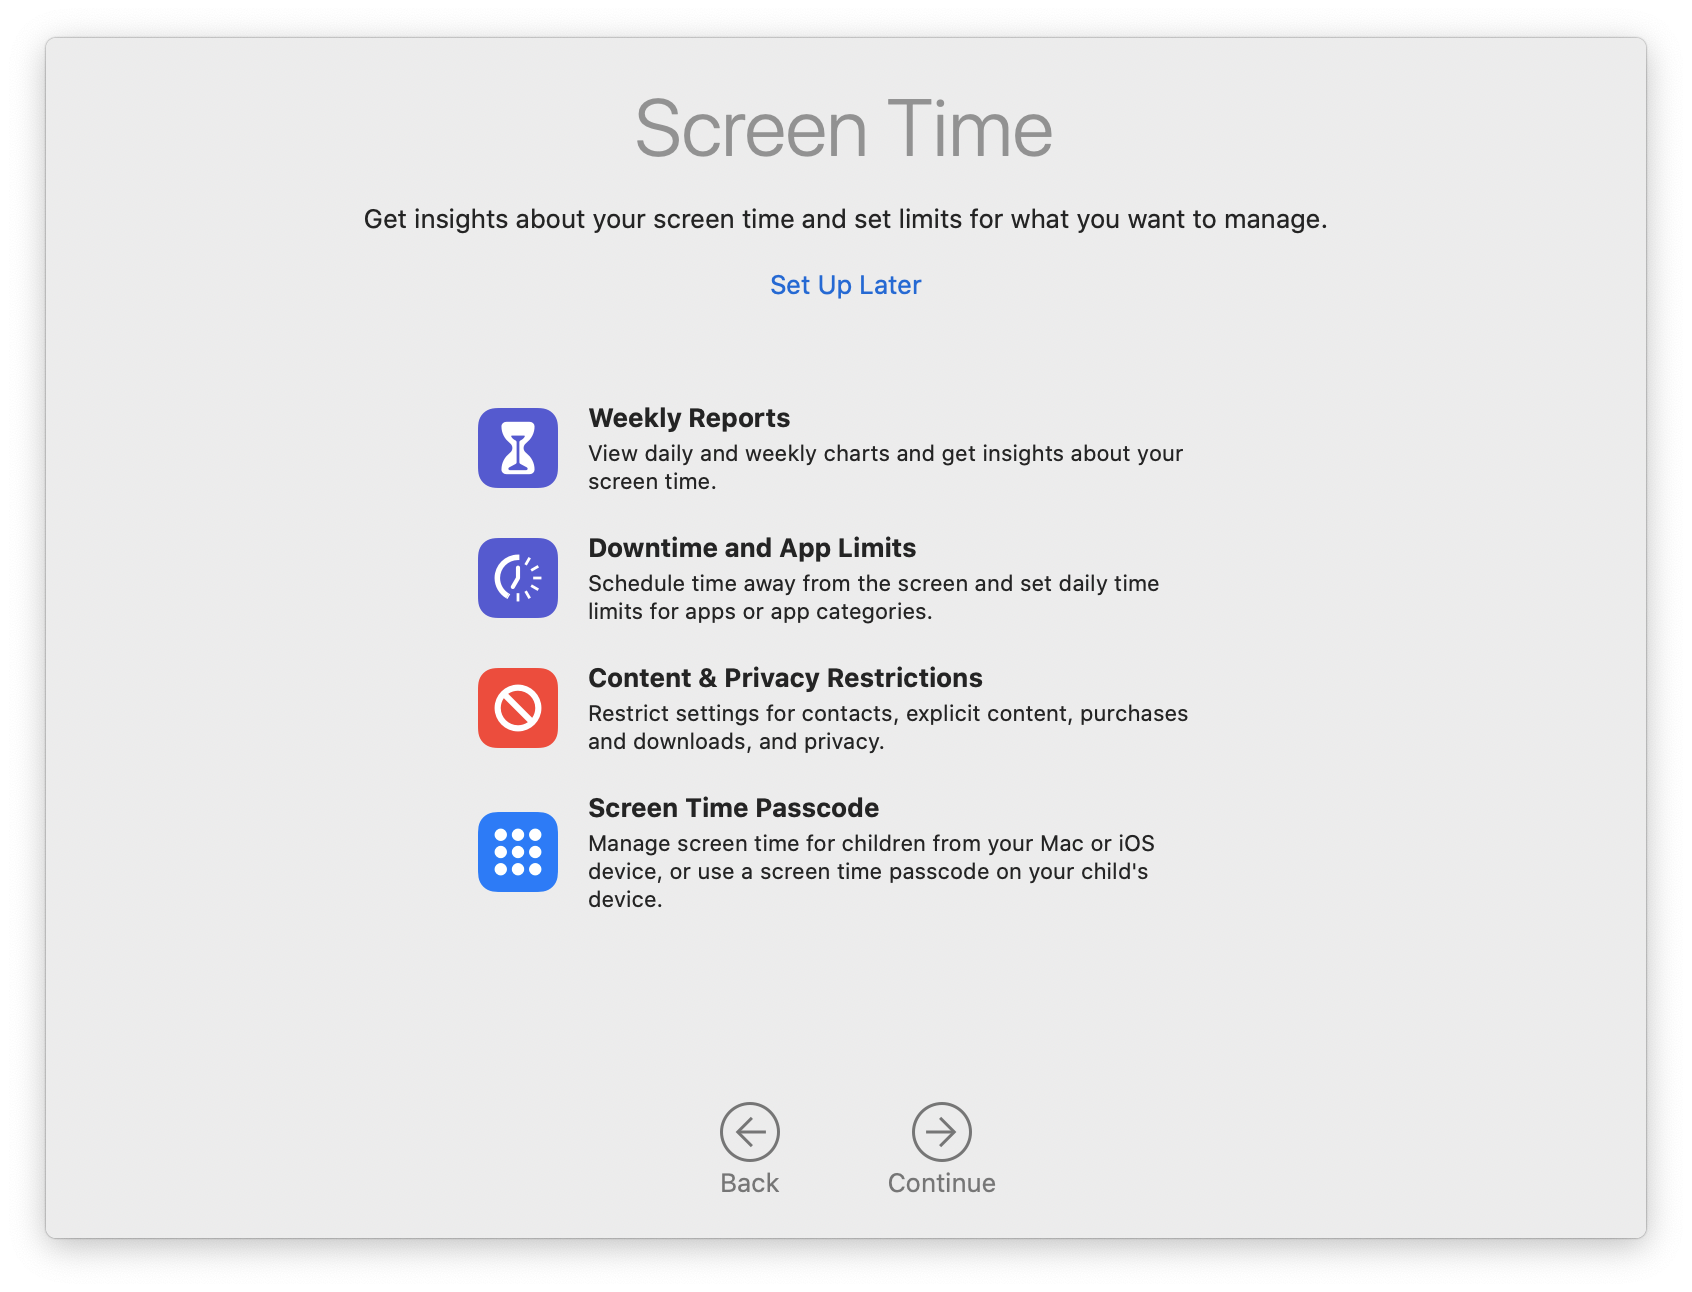 Screen Time
Get insights about your screen time and set limits for what you want to manage.
Set Up Later
Weekly Reports
View daily and weekly charts and get insights about your
screen time.
Downtime and App Limits
Schedule time away from the screen and set daily time
limits for apps or app categories.
Content & Privacy Restrictions
Restrict settings for contacts, explicit content, purchases
and downloads, and privacy.
Screen Time Passcode
Manage screen time for children from your Mac or iOS
device, or use a screen time passcode on your child's
device.
Back
Continue